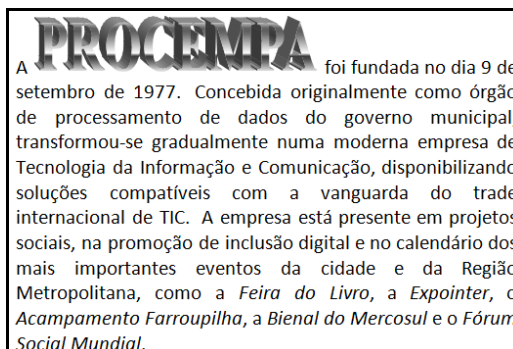 A PROCEMPA foi fundada no dia 9 de
setembro de 1977. Concebida originalmente como órgão
de processamento de dados do governo municipal,
transformou-se gradualmente numa moderna empresa de
Tecnologia da Informação e Comunicação, disponibilizando
soluções compatíveis com a vanguarda do trade
internacional de TIC. A empresa está presente em projetos
sociais, na promoção de inclusão digital e no calendário dos
mais importantes eventos da cidade e da Região
Metropolitana, como a Feira do Livro, a Expointer, o
Acampamento Farroupilha, a Bienal do Mercosul e o Fórum
Social Mundial.